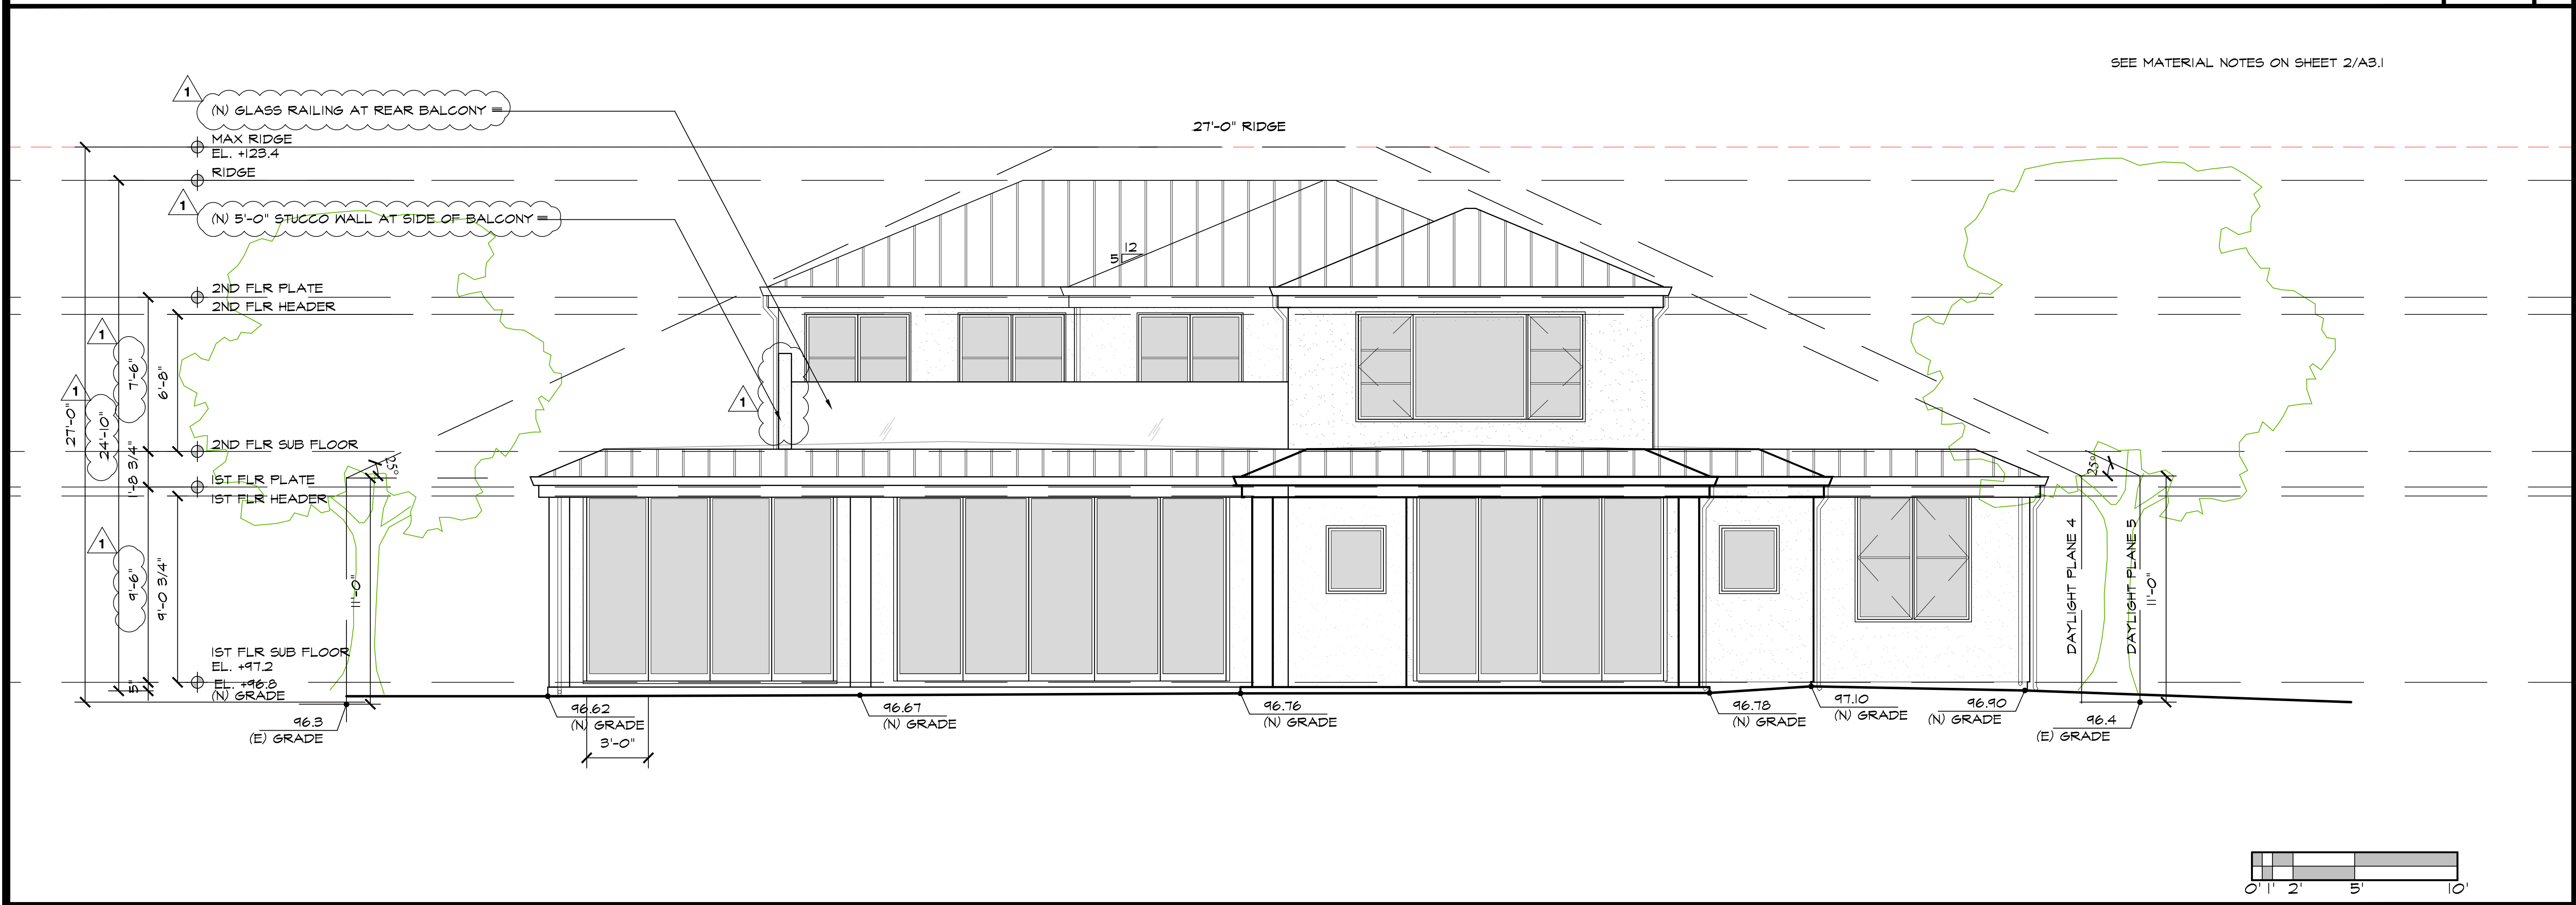 SEE MATERIAL NOTES ON SHEET 2/A3.1
1
(N) GLASS RAILING AT REAR BALCONY
27'-0" RIDGE
MAX RIDGE
EL. +123.4
RIDGE
1
(N) 5'-0" STUCCO WALL AT SIDE OF BALCONY
12
5
2ND FLR PLATE
2ND FLR HEADER
1
7'-6"
6'-8"
1
27'-0"
24'-10"
1
2ND FLR SUB FLOOR
1'-8 3/4"
25°
25°
1ST FLR PLATE
1ST FLR HEADER
1
9'-6"
9'-0 3/4"
11'-0"
DAYLIGHT PLANE 4
DAYLIGHT PLANE 5
11'-0"
1ST FLR SUB FLOOR
EL. +97.2
5"
EL. +96.8
(N) GRADE
96.3
(E) GRADE
96.62
(N) GRADE
3'-0"
96.67
(N) GRADE
96.76
(N) GRADE
96.78
(N) GRADE
97.10
(N) GRADE
96.90
(N) GRADE
96.4
(E) GRADE
0' 1' 2' 5' 10'